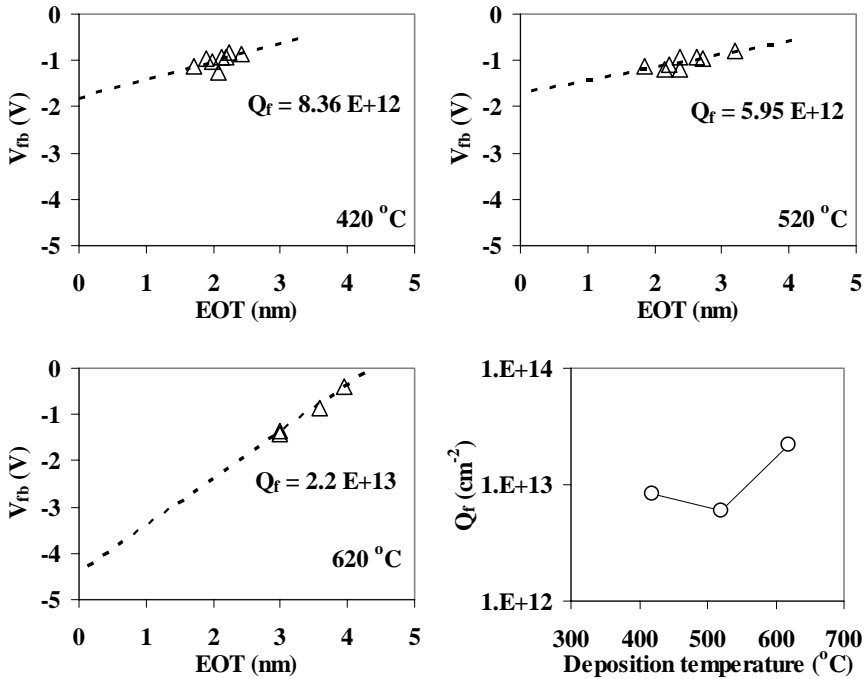 0
-1
-2
-3
-4
-5
V_fb (V)
Q_f = 8.36 E+12
420 °C
0 1 2 3 4 5
EOT (nm)
0
-1
-2
-3
-4
-5
V_fb (V)
Q_f = 5.95 E+12
520 °C
0 1 2 3 4 5
EOT (nm)
0
-1
-2
-3
-4
-5
V_fb (V)
Q_f = 2.2 E+13
620 °C
0 1 2 3 4 5
EOT (nm)
1.E+14
1.E+13
1.E+12
Q_f (cm^-2)
300 400 500 600 700
Deposition temperature (°C)